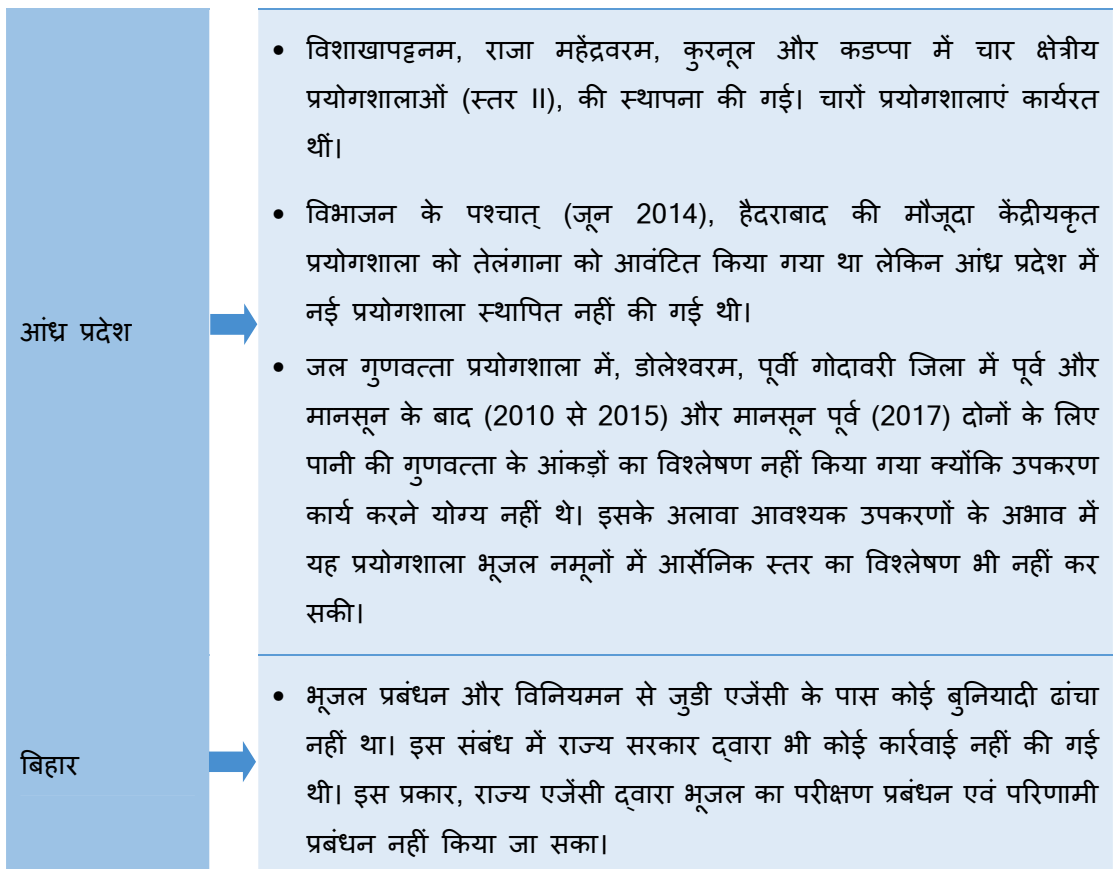 • विशाखापट्टनम, राजा महेंद्रवरम, कुरनूल और कडप्पा में चार क्षेत्रीय
प्रयोगशालाओं (स्तर II), की स्थापना की गई। चारों प्रयोगशालाएं कार्यरत
थीं।
• विभाजन के पश्चात् (जून 2014), हैदराबाद की मौजूदा केंद्रीयकृत
प्रयोगशाला को तेलंगाना को आवंटित किया गया था लेकिन आंध्र प्रदेश में
नई प्रयोगशाला स्थापित नहीं की गई थी।
आंध्र प्रदेश
• जल गुणवत्ता प्रयोगशाला में, डोलेश्वरम, पूर्वी गोदावरी जिला में पूर्व और
मानसून के बाद (2010 से 2015) और मानसून पूर्व (2017) दोनों के लिए
पानी की गुणवत्ता के आंकड़ों का विश्लेषण नहीं किया गया क्योंकि उपकरण
कार्य करने योग्य नहीं थे। इसके अलावा आवश्यक उपकरणों के अभाव में
यह प्रयोगशाला भूजल नमूनों में आर्सेनिक स्तर का विश्लेषण भी नहीं कर
सकी।
• भूजल प्रबंधन और विनियमन से जुडी एजेंसी के पास कोई बुनियादी ढांचा
नहीं था। इस संबंध में राज्य सरकार द्वारा भी कोई कार्रवाई नहीं की गई
बिहार
थी। इस प्रकार, राज्य एजेंसी द्वारा भूजल का परीक्षण प्रबंधन एवं परिणामी
प्रबंधन नहीं किया जा सका।